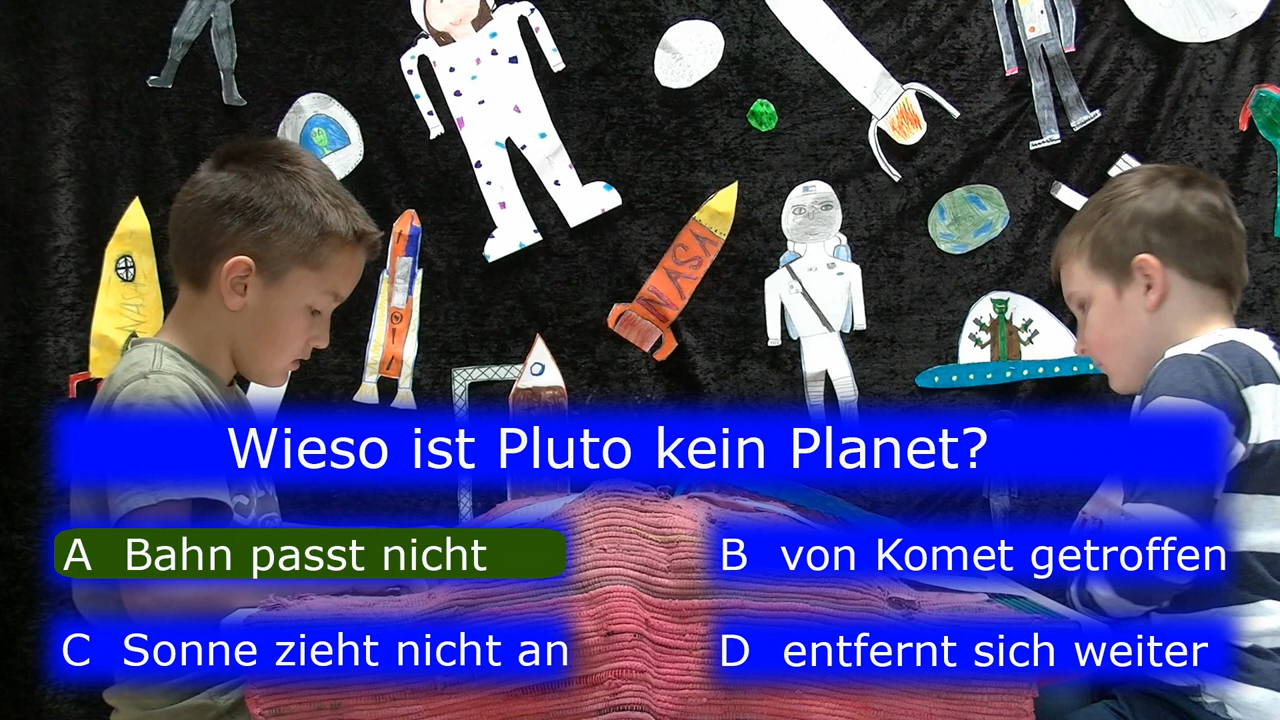 NASA
NASA
Wieso ist Pluto kein Planet?
A Bahn passt nicht
B von Komet getroffen
C Sonne zieht nicht an
D entfernt sich weiter